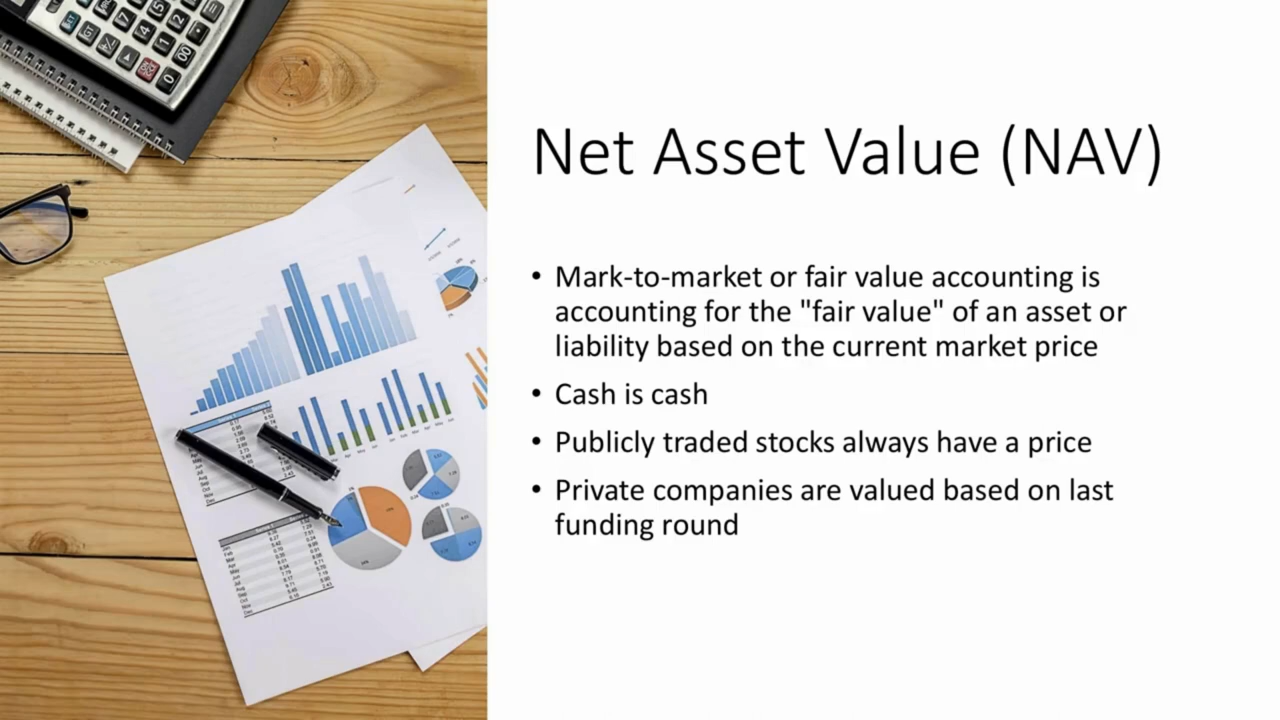 Net Asset Value (NAV)
• Mark-to-market or fair value accounting is
accounting for the "fair value" of an asset or
liability based on the current market price
• Cash is cash
• Publicly traded stocks always have a price
• Private companies are valued based on last
funding round